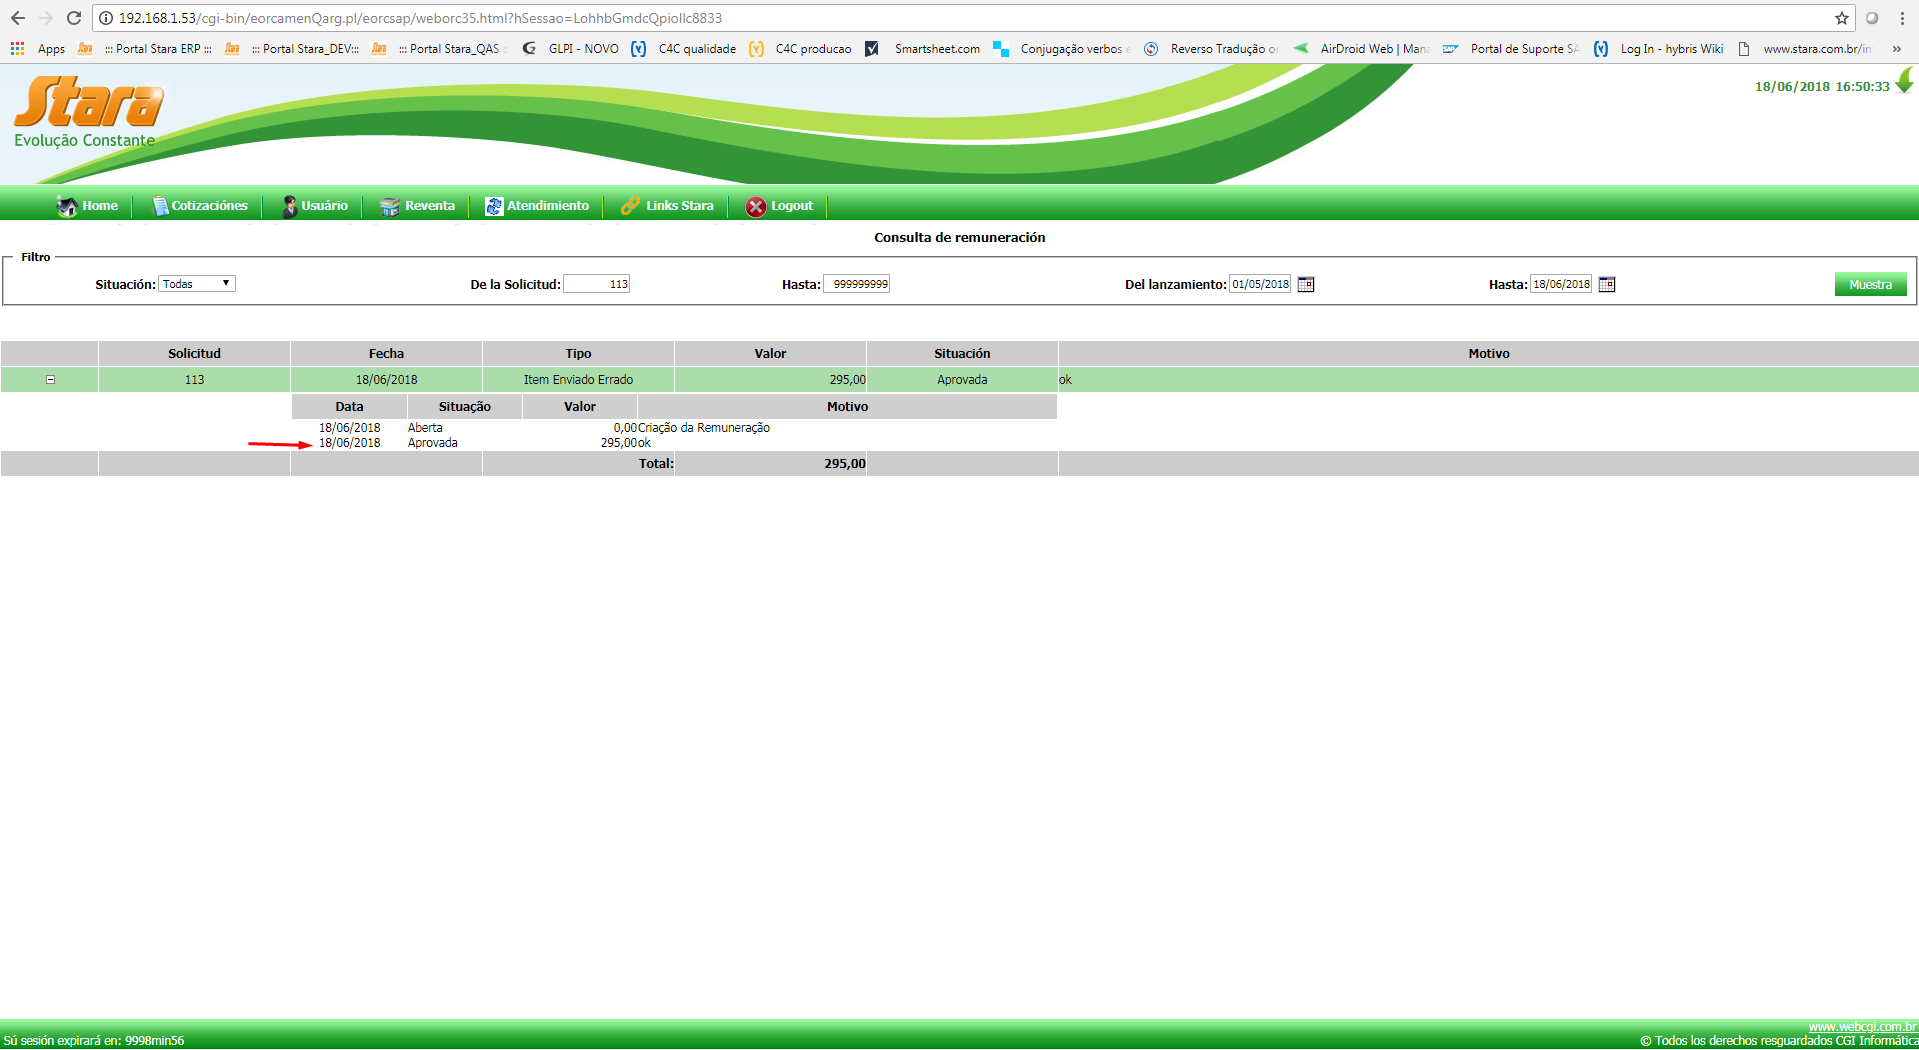 192.168.1.53/cgi-bin/eorcamenQarg.pl/eorcsap/weborc35.html?hSessao=LohhbGmdcQpiollc8833
Apps ::: Portal Stara ERP ::: ::: Portal Stara_DEV::: ::: Portal Stara_QAS : GLPI - NOVO C4C qualidade C4C producao Smartsheet.com Conjugação verbos Reverso Tradução AirDroid Web | Portal de Suporte Log In - hybris Wiki www.stara.com.br/ »
Stara
Evolução Constante
18/06/2018 16:50:33
Home Cotizaciónes Usuário Reventa Atendimiento Links Stara Logout
Consulta de remuneración
Filtro
Situación: Todas De la Solicitud: 113 Hasta: 999999999 Del lanzamiento: 01/05/2018 Hasta: 18/06/2018 Muestra
Solicitud Fecha Tipo Valor Situación Motivo
113 18/06/2018 Item Enviado Errado 295,00 Aprovada ok
Data Situação Valor Motivo
18/06/2018 Aberta 0,00 Criação da Remuneração
18/06/2018 Aprovada 295,00 ok
Total: 295,00
www.webcgi.com.br
Sú sesión expirará en: 9998min56 © Todos los derechos resguardados CGI Informática